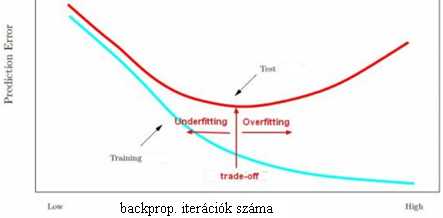 Prediction Error
Test
Underfitting
Overfitting
Training
trade-off
Low
High
backprop. iterációk száma